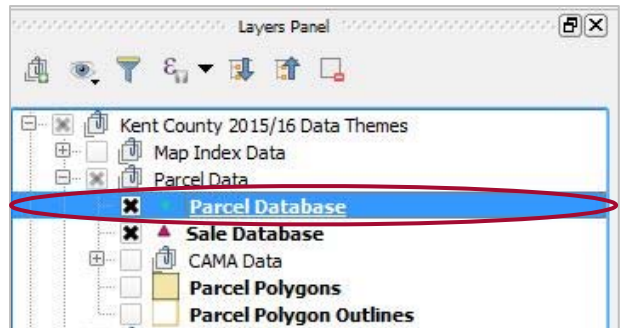 Layers Panel
Kent County 2015/16 Data Themes
Map Index Data
Parcel Data
Parcel Database
Sale Database
CAMA Data
Parcel Polygons
Parcel Polygon Outlines